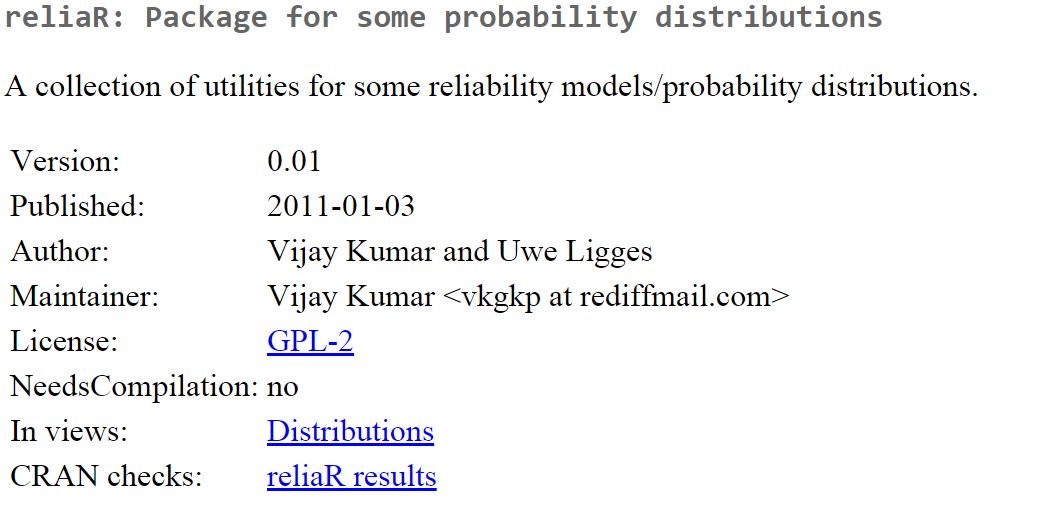 reliaR: Package for some probability distributions
A collection of utilities for some reliability models/probability distributions.
Version: 0.01
Published: 2011-01-03
Author: Vijay Kumar and Uwe Ligges
Maintainer: Vijay Kumar <vkgkp at rediffmail.com>
License: GPL-2
NeedsCompilation: no
In views: Distributions
CRAN checks: reliaR results